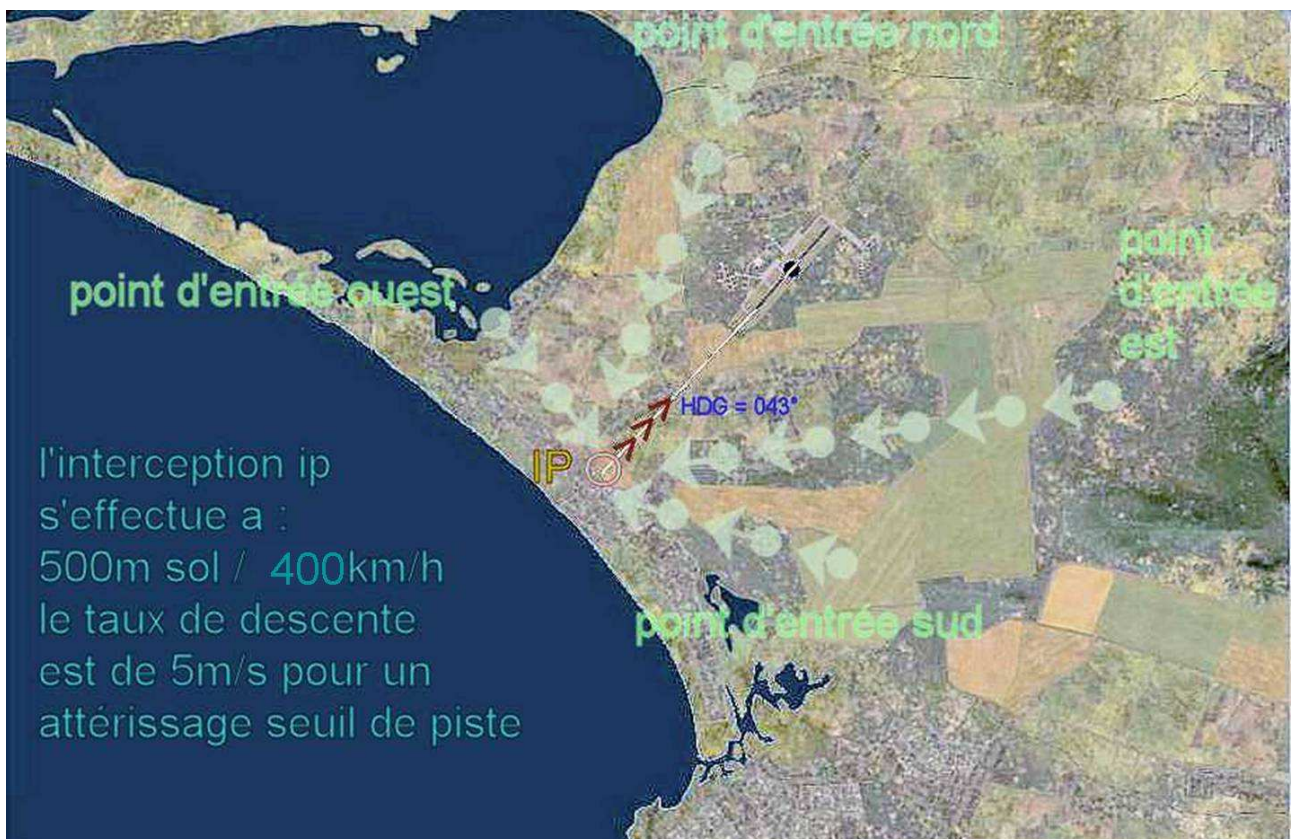 point d'entrée nord
point
d'entrée
est
point d'entrée ouest
HDG = 043°
IP
l'interception ip
s'effectue a :
500m sol / 400km/h
le taux de descente
est de 5m/s pour un
attérissage seuil de piste
point d'entrée sud